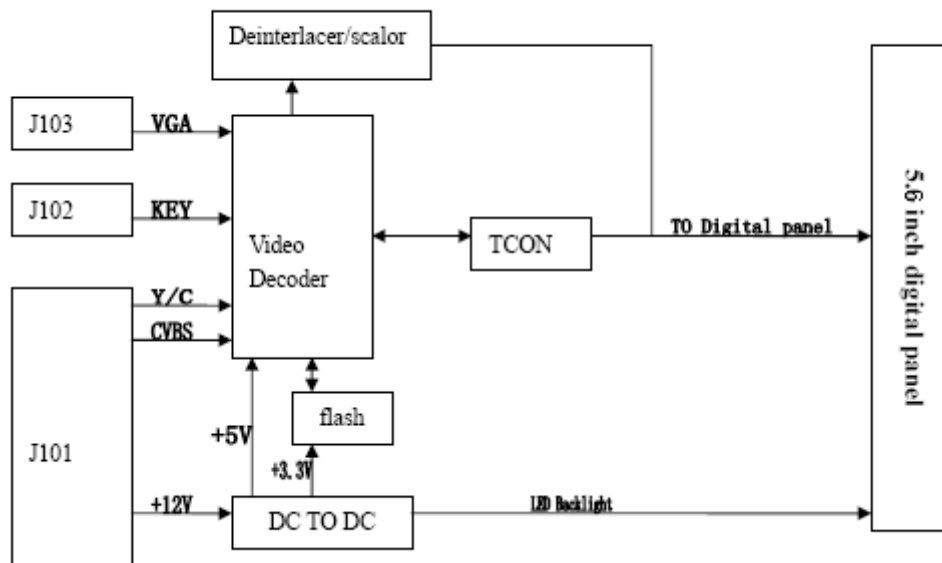 Deinterlacer/scalor
J103
VGA
J102
KEY
Video
Decoder
TCON
TO Digital panel
5.6 inch digital panel
Y/C
CVBS
flash
J101
+5V
+3.3V
+12V
DC TO DC
LED Backlight